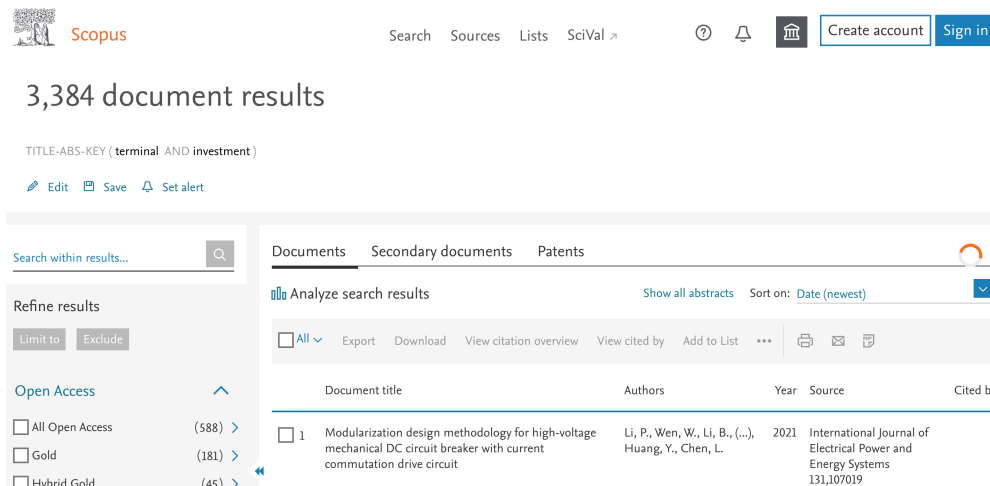 Scopus
Search Sources Lists SciVal
Create account Sign in
3,384 document results
TITLE-ABS-KEY ( terminal AND investment )
Edit Save Set alert
Search within results...
Refine results
Limit to Exclude
Open Access
All Open Access (588)
Gold (181)
Hybrid Gold (45)
Documents Secondary documents Patents
Analyze search results Show all abstracts Sort on: Date (newest)
All Export Download View citation overview View cited by Add to List •••
Document title Authors Year Source Cited b
1 Modularization design methodology for high-voltage Li, P., Wen, W., Li, B., (...), 2021 International Journal of
mechanical DC circuit breaker with current Huang, Y., Chen, L. Electrical Power and
commutation drive circuit Energy Systems
131,107019